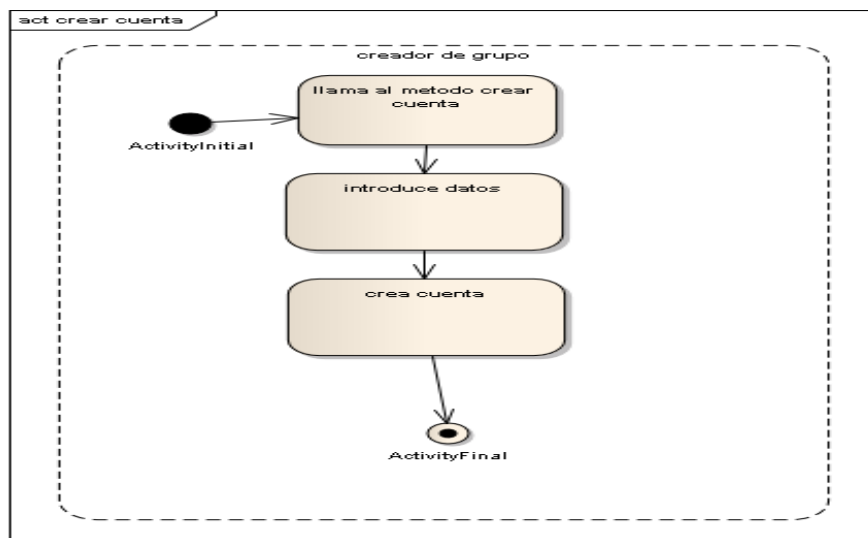 act crear cuenta
creador de grupo
llama al metodo crear
cuenta
ActivityInitial
introduce datos
crea cuenta
ActivityFinal